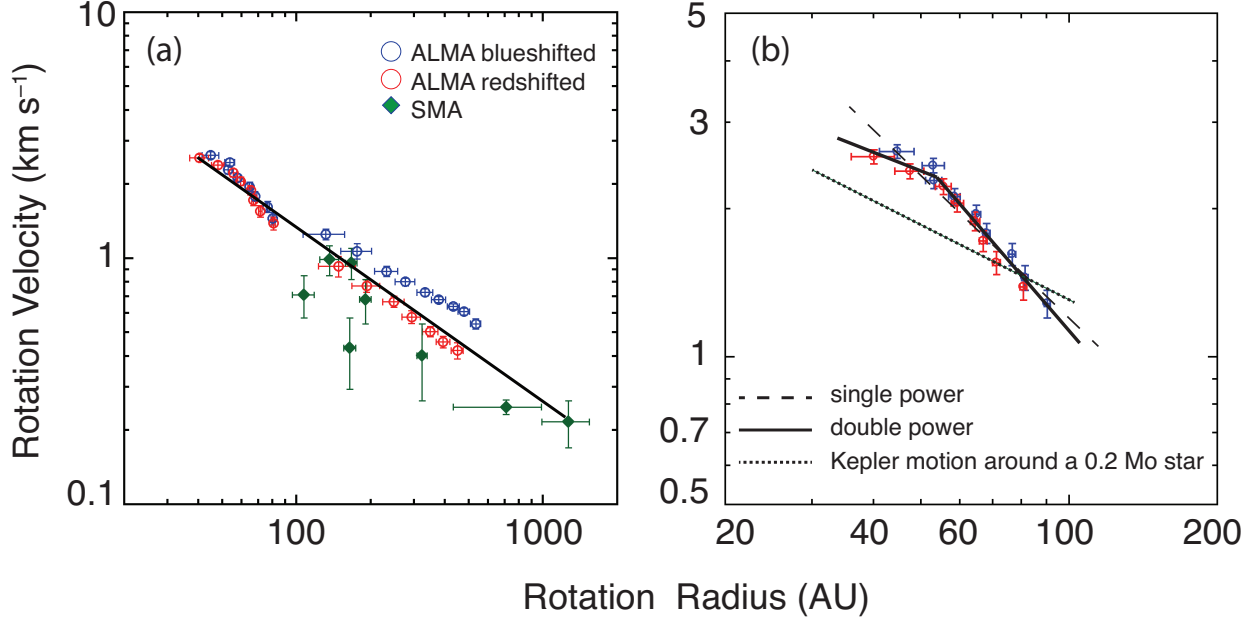 Rotation Velocity (km s⁻¹)
10
1
0.1
(a)
ALMA blueshifted
ALMA redshifted
SMA
100
1000
5
3
1
0.7
0.5
(b)
single power
double power
Kepler motion around a 0.2 Mo star
20
40
60
100
200
Rotation Radius (AU)